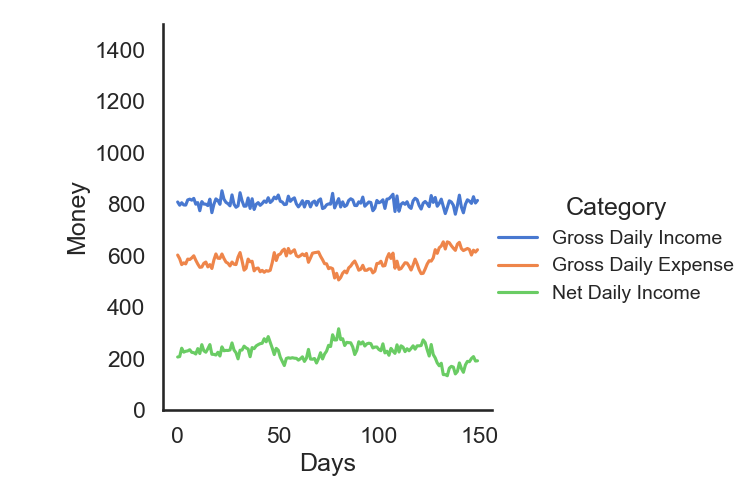 1400
1200
1000
800
600
400
200
0
Money
0 50 100 150
Days
Category
Gross Daily Income
Gross Daily Expense
Net Daily Income